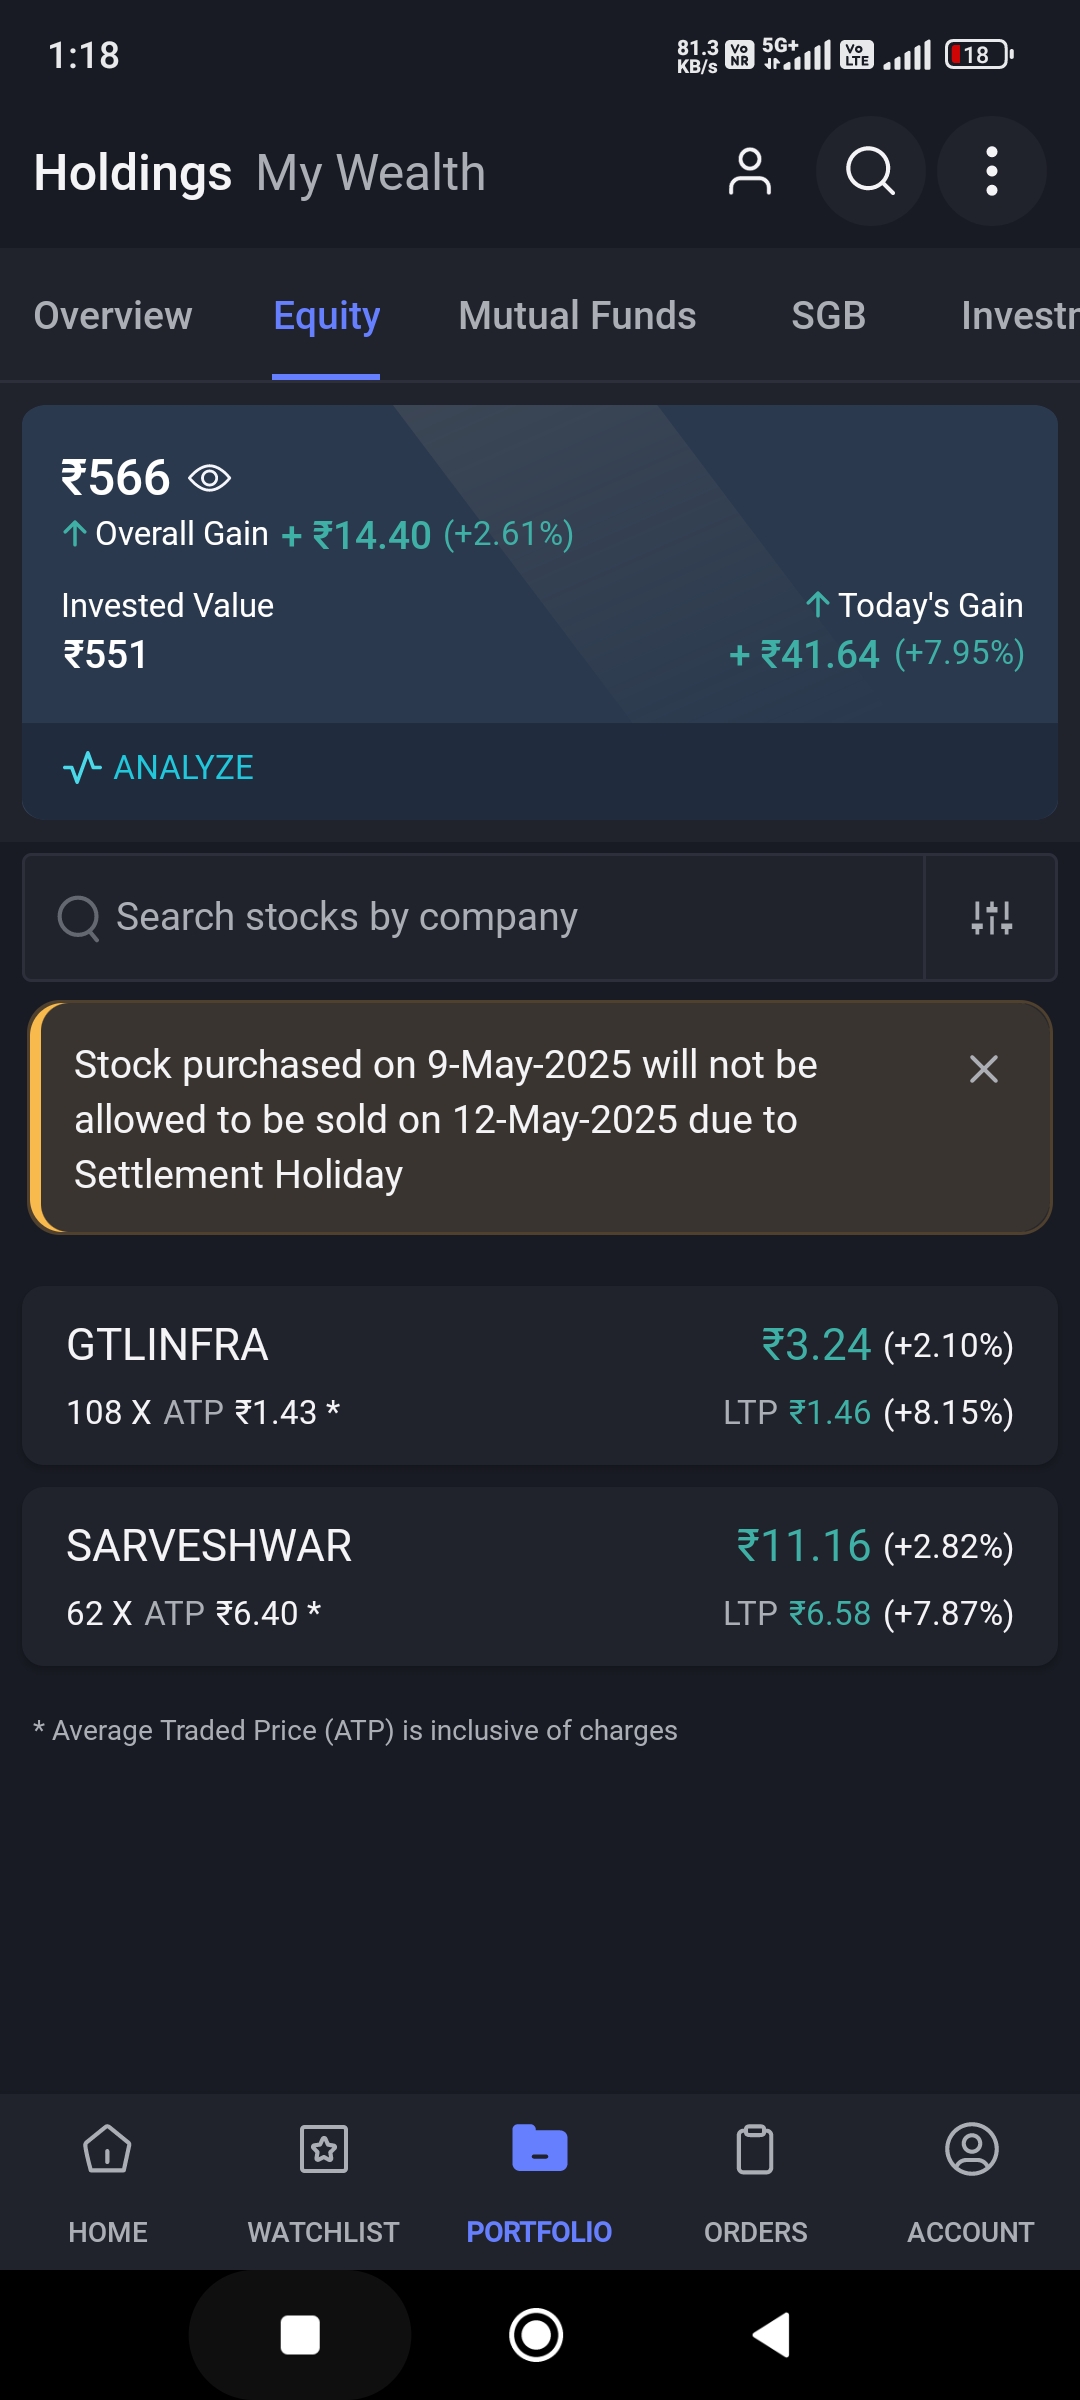 1:18
81.3 KB/s Vo NR 5G+ Vo LTE 18
Holdings My Wealth
Overview Equity Mutual Funds SGB Investr
₹566
Overall Gain + ₹14.40 (+2.61%)
Invested Value Today's Gain
₹551 + ₹41.64 (+7.95%)
ANALYZE
Search stocks by company
Stock purchased on 9-May-2025 will not be
allowed to be sold on 12-May-2025 due to
Settlement Holiday
GTLINFRA ₹3.24 (+2.10%)
108 X ATP ₹1.43 * LTP ₹1.46 (+8.15%)
SARVESHWAR ₹11.16 (+2.82%)
62 X ATP ₹6.40 * LTP ₹6.58 (+7.87%)
* Average Traded Price (ATP) is inclusive of charges
HOME WATCHLIST PORTFOLIO ORDERS ACCOUNT